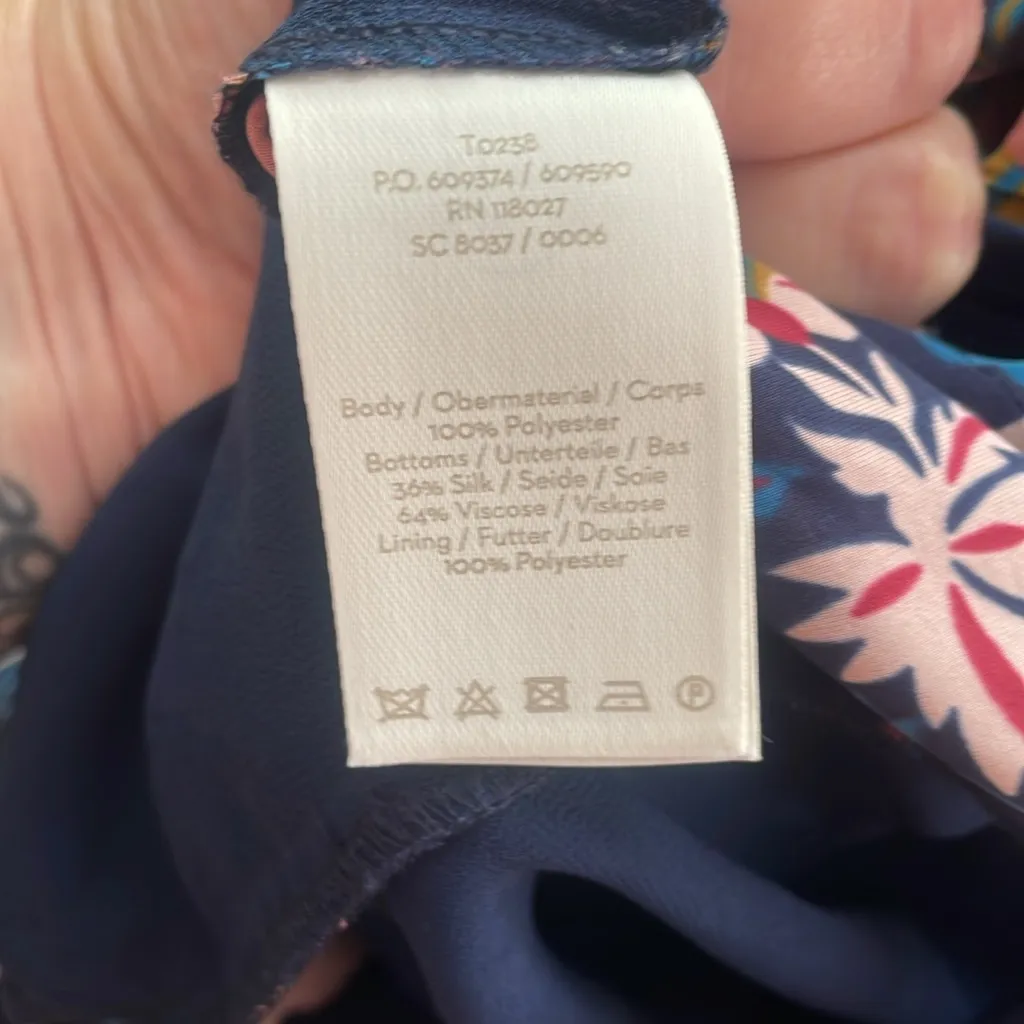 T0238
P.O. 609374 / 609590
RN 118027
SC 8037 / 0006
Body / Obermaterial / Corps
100% Polyester
Bottoms / Unterteile / Bas
36% Silk / Seide / Soie
64% Viscose / Viskose
Lining / Futter / Doublure
100% Polyester
P